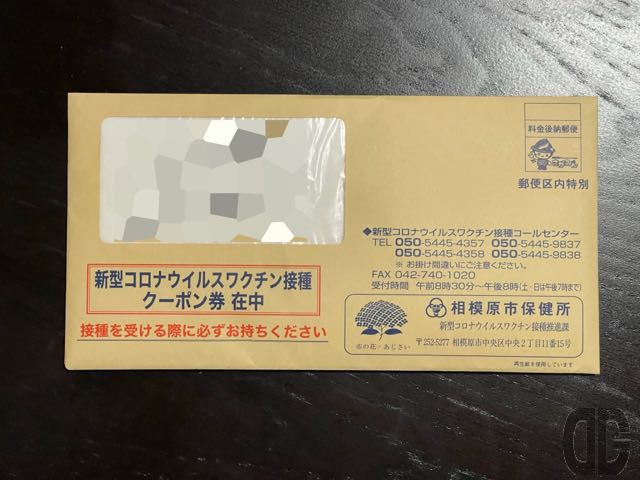 料金後納郵便
郵便区内特別
◆新型コロナウイルスワクチン接種コールセンター
TEL 050-5445-4357 050-5445-9837
050-5445-4358 050-5445-9838
※ お掛け間違いにご注意ください。
FAX 042-740-1020
受付時間 午前8時30分〜午後8時(土・日は午後7時まで)
新型コロナウイルスワクチン接種
クーポン券 在中
接種を受ける際に必ずお持ちください
市の花・あじさい
相模原市保健所
新型コロナウイルスワクチン接種推進課
〒252-5277 相模原市中央区中央2丁目11番15号
再生紙を使用しています